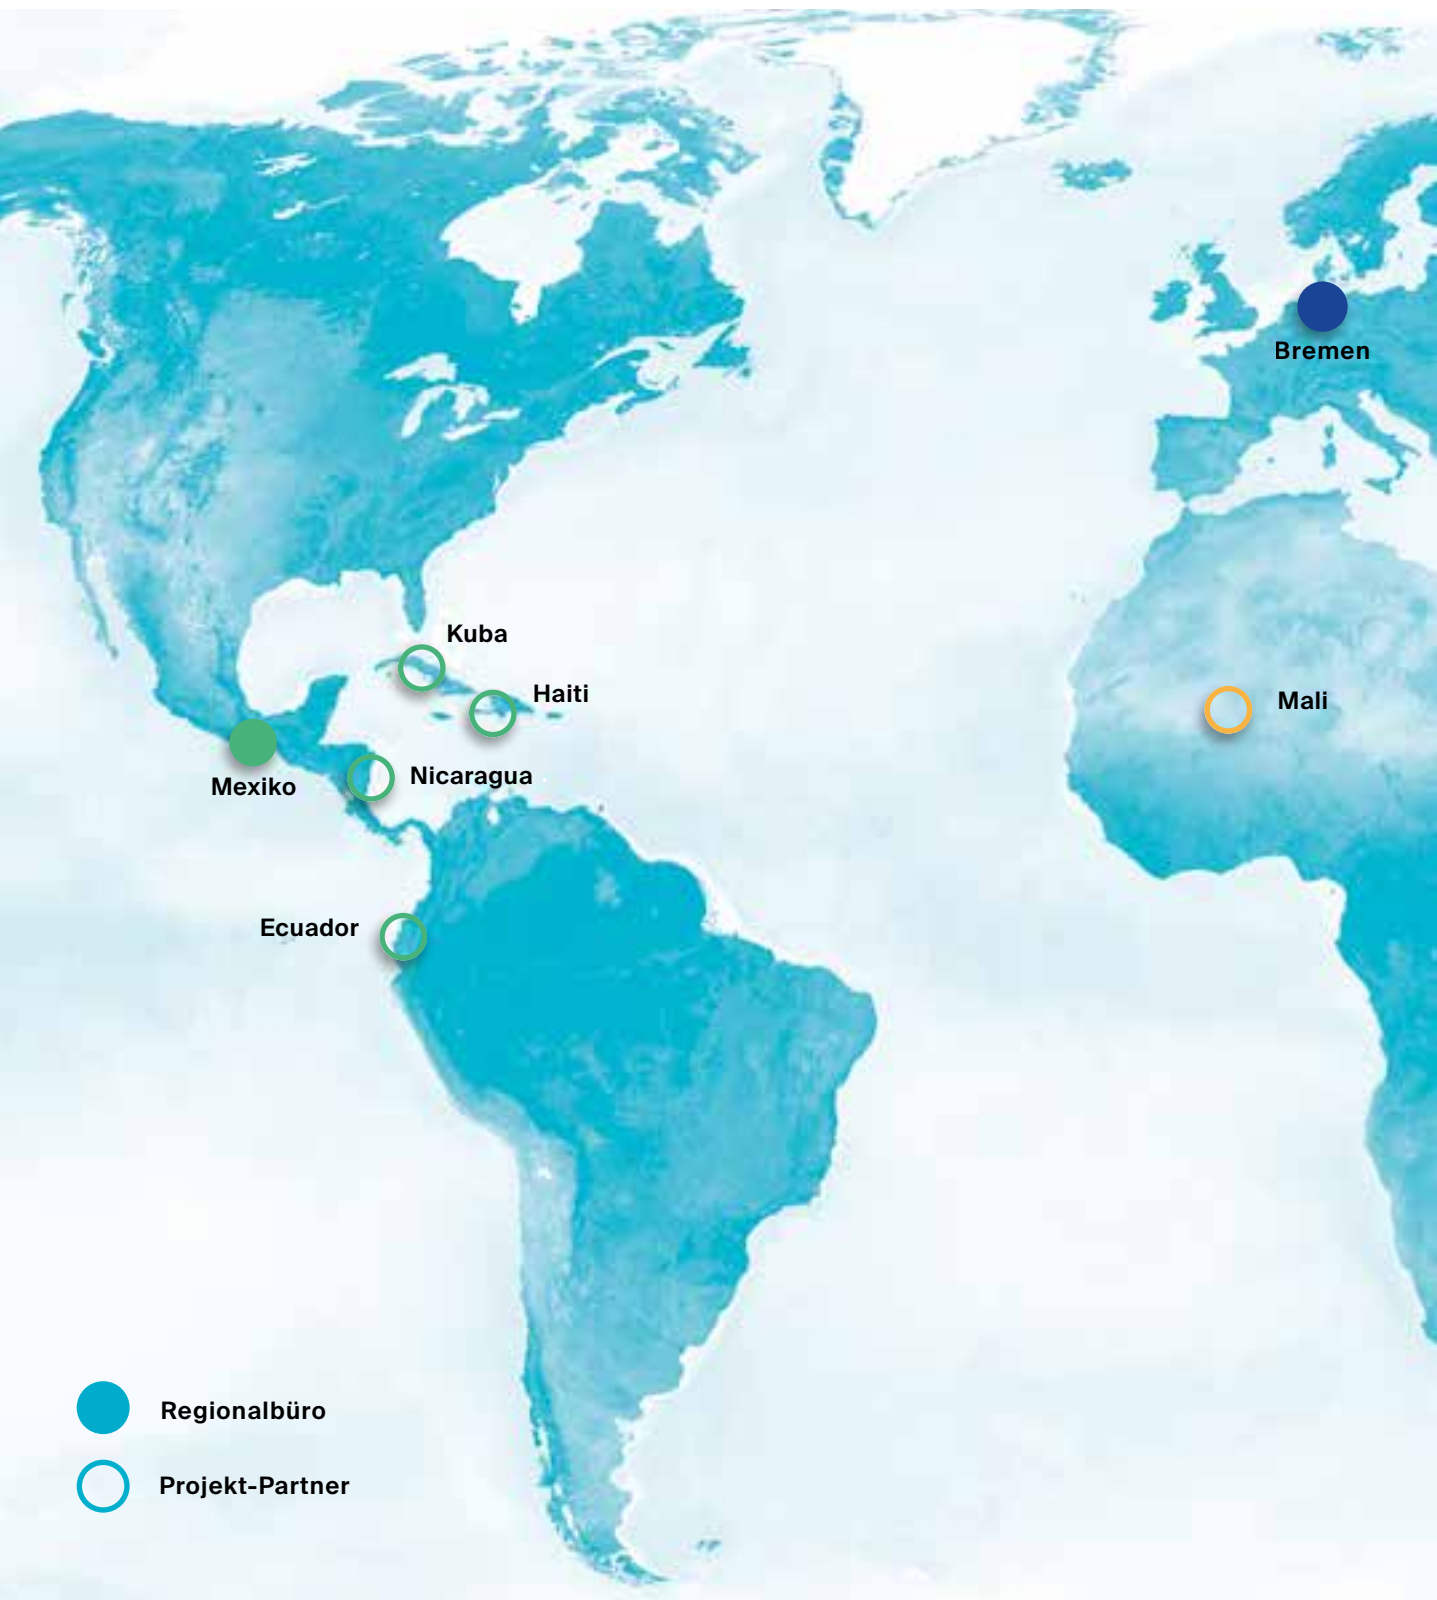 Bremen
Kuba
Haiti
Mali
Nicaragua
Mexiko
Ecuador
Regionalbüro
Projekt-Partner